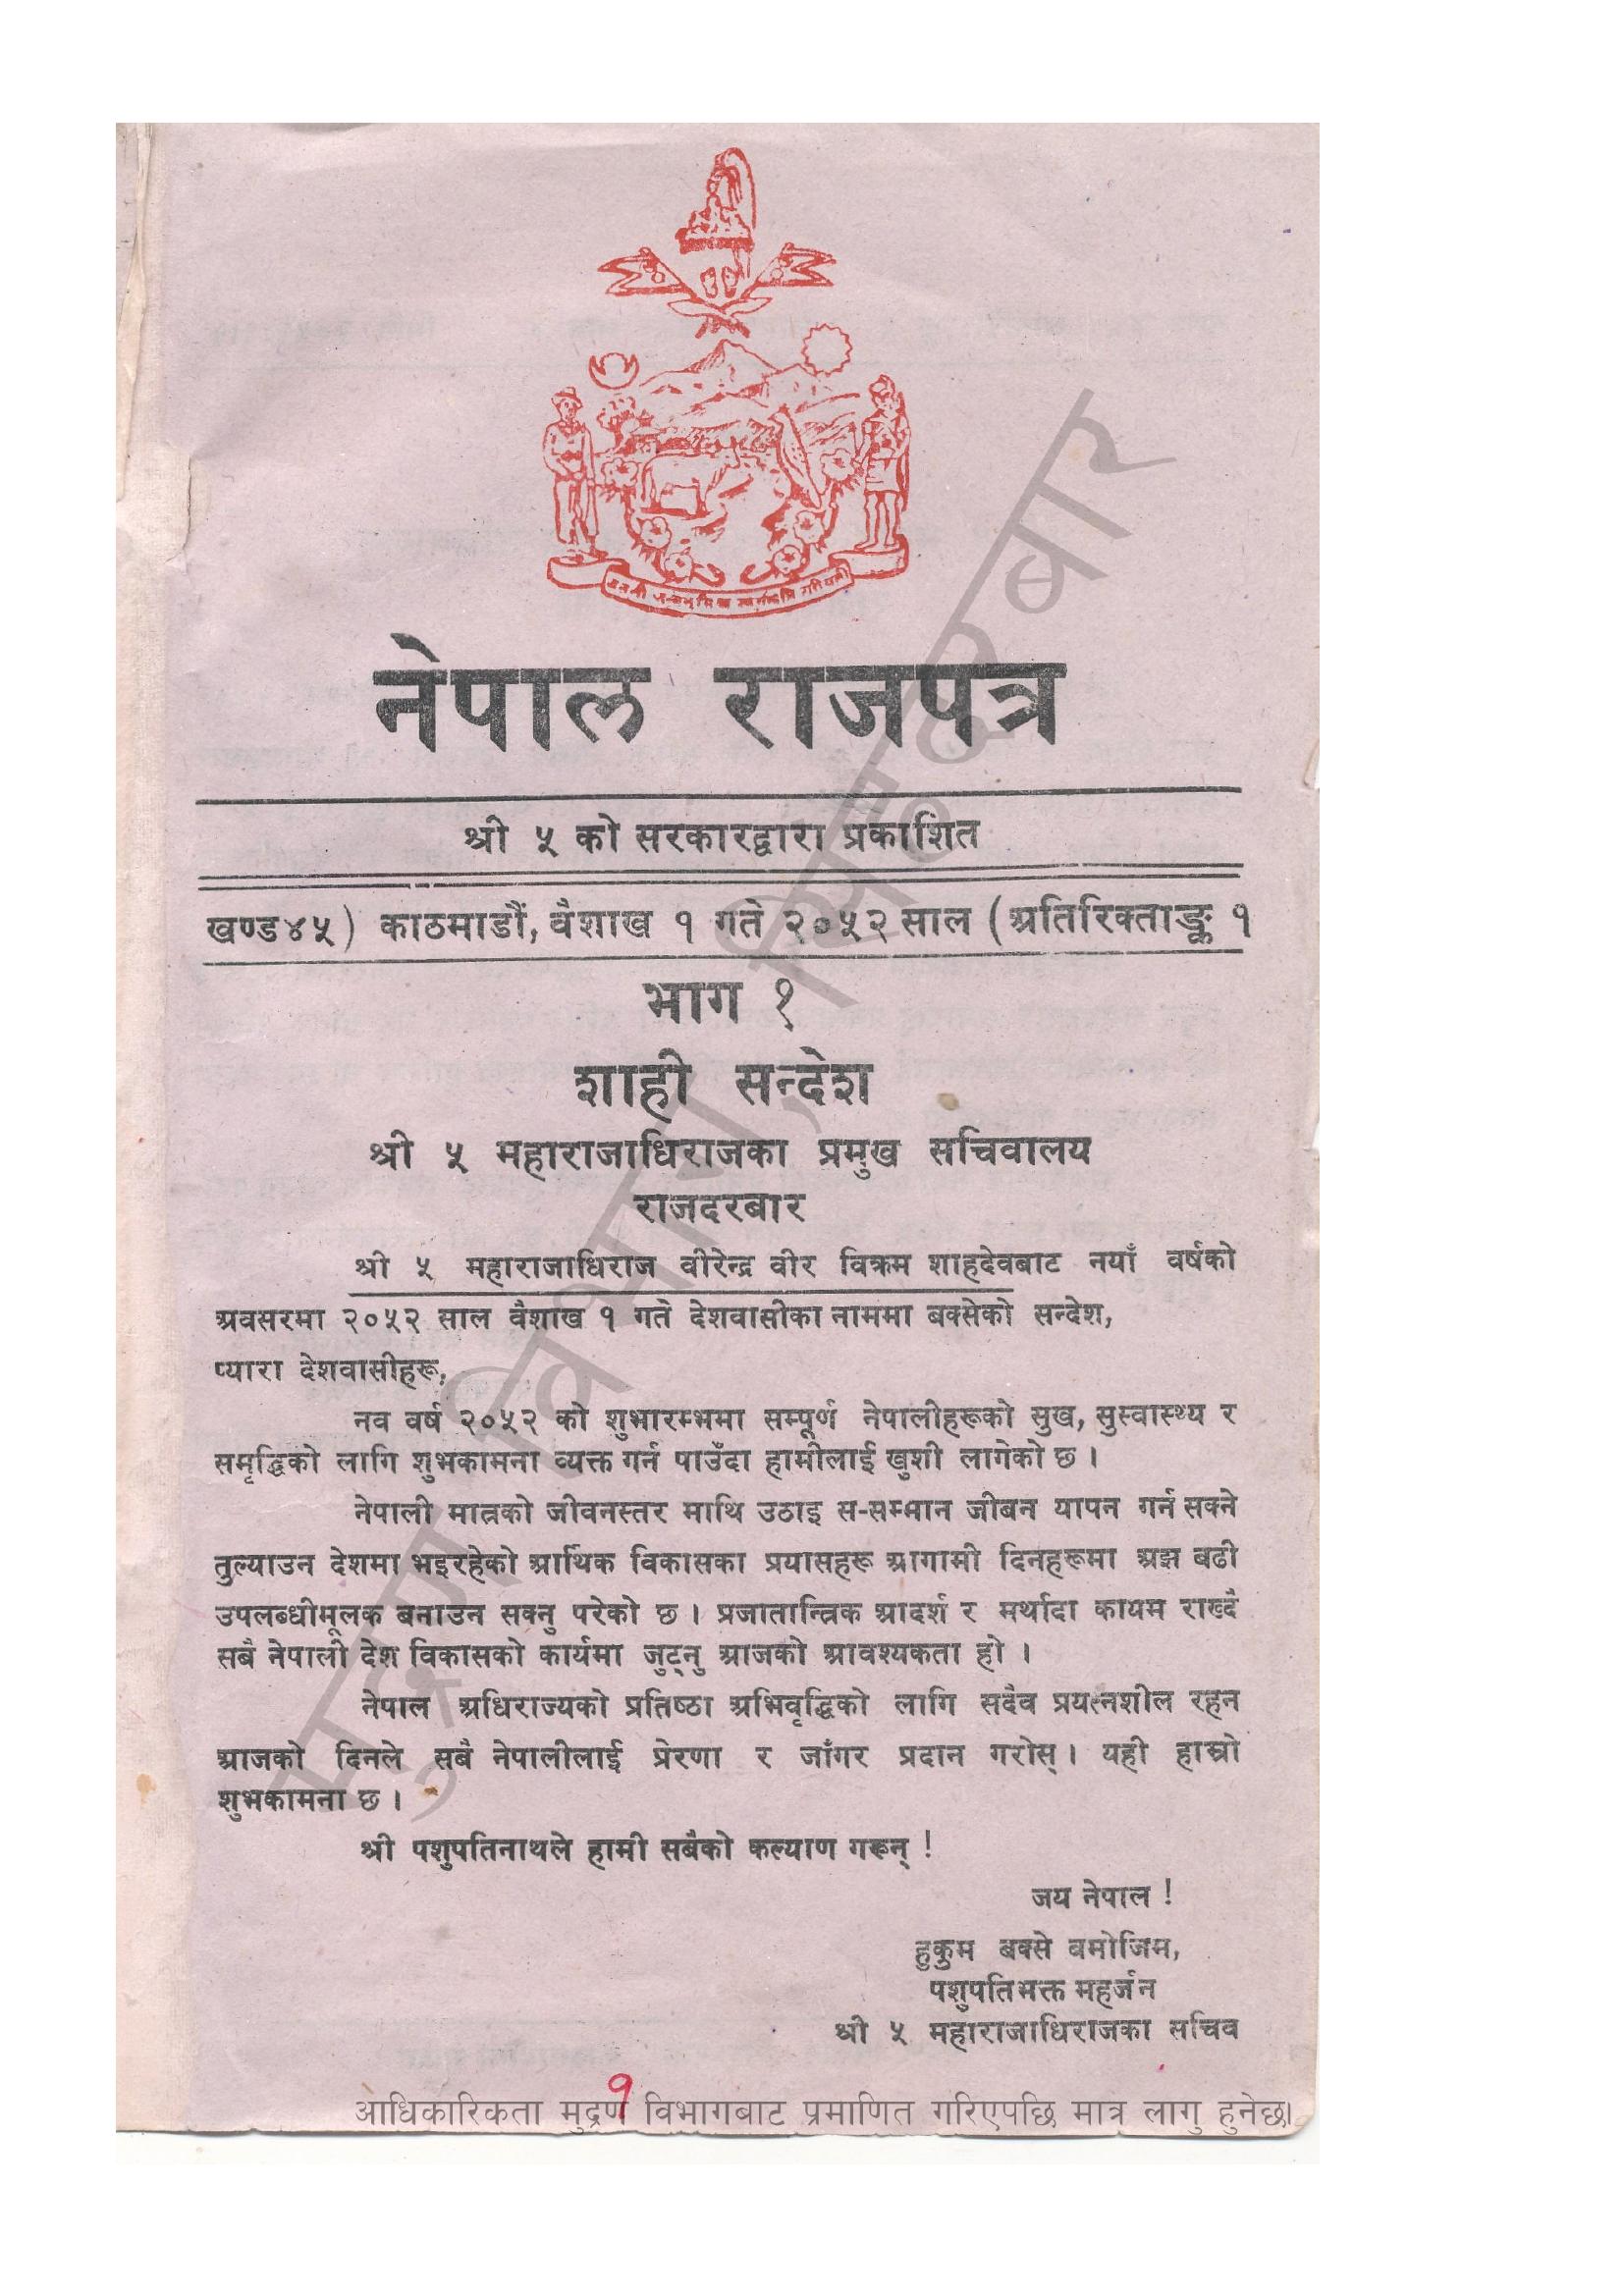 नेपाल राजपत्र
श्री ५ को सरकारद्वारा प्रकाशित
खण्ड ४५) काठमाडौं, वैशाख १ गते २०५२ साल (अतिरिक्ताङ्क १
भाग १
शाही सन्देश
श्री ५ महाराजाधिराजका प्रमुख सचिवालय
राजदरबार
श्री ५ महाराजाधिराज वीरेन्द्र वीर विक्रम शाहदेवबाट नयाँ वर्षको
अवसरमा २०५२ साल वैशाख १ गते देशवासीका नाममा बक्सेको सन्देश,
प्यारा देशवासीहरू,
नव वर्ष २०५२ को शुभारम्भमा सम्पूर्ण नेपालीहरूको सुख, सुस्वास्थ्य र
समृद्धिको लागि शुभकामना व्यक्त गर्न पाउँदा हामीलाई खुशी लागेको छ ।
नेपाली मात्रको जीवनस्तर माथि उठाइ स-सम्मान जीबन यापन गर्न सक्ने
तुल्याउन देशमा भइरहेको आर्थिक विकासका प्रयासहरू आगामी दिनहरूमा अझ बढी
उपलब्धीमूलक बनाउन सक्नु परेको छ । प्रजातान्त्रिक आदर्श र मर्यादा कायम राख्दै
सबै नेपाली देश विकासको कार्यमा जुट्नु आजको आवश्यकता हो ।
नेपाल अधिराज्यको प्रतिष्ठा अभिवृद्धिको लागि सदैव प्रयत्नशील रहन
आजको दिनले सबै नेपालीलाई प्रेरणा र जाँगर प्रदान गरोस् । यही हाम्रो
शुभकामना छ ।
श्री पशुपतिनाथले हामी सबैको कल्याण गरून् !
जय नेपाल !
हुकुम बक्से बमोजिम,
पशुपतिभक्त महर्जन
श्री ५ महाराजाधिराजका सचिव
१
आधिकारिकता मुद्रण विभागबाट प्रमाणित गरिएपछि मात्र लागु हुनेछ।
मुद्रण विभाग, सिंहदरबार